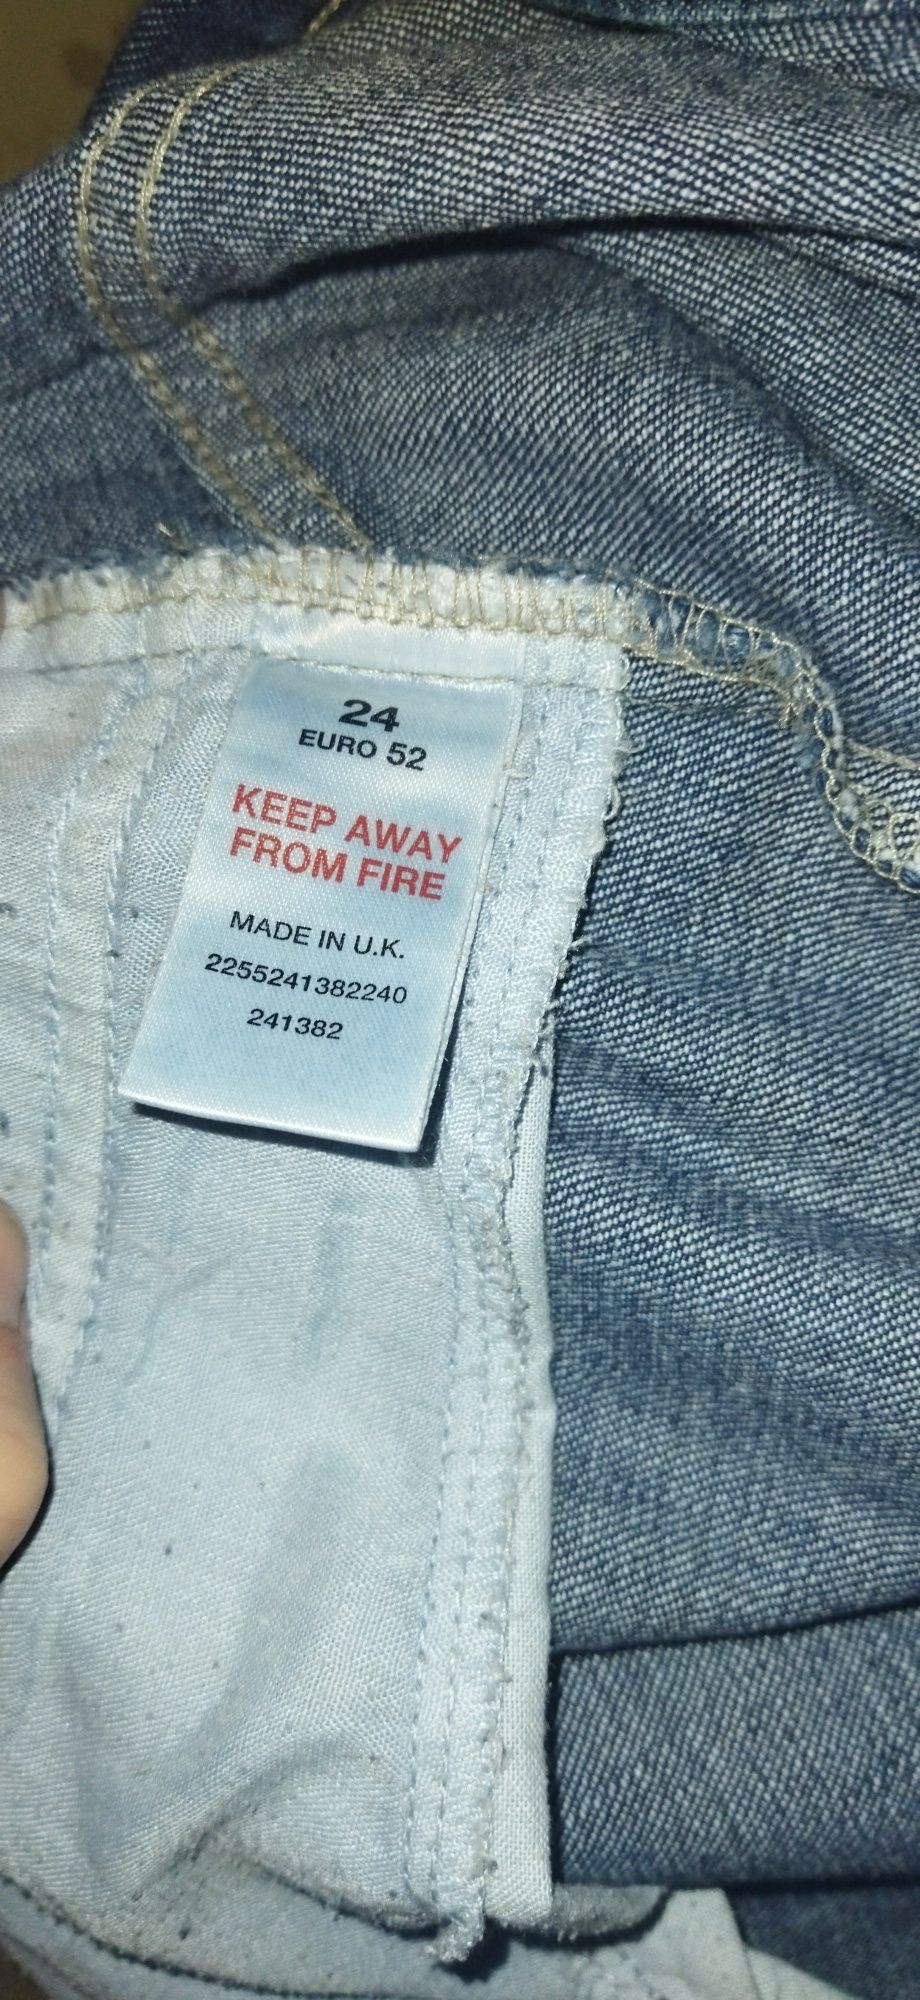 24
EURO 52
KEEP AWAY
FROM FIRE
MADE IN U.K.
2255241382240
241382